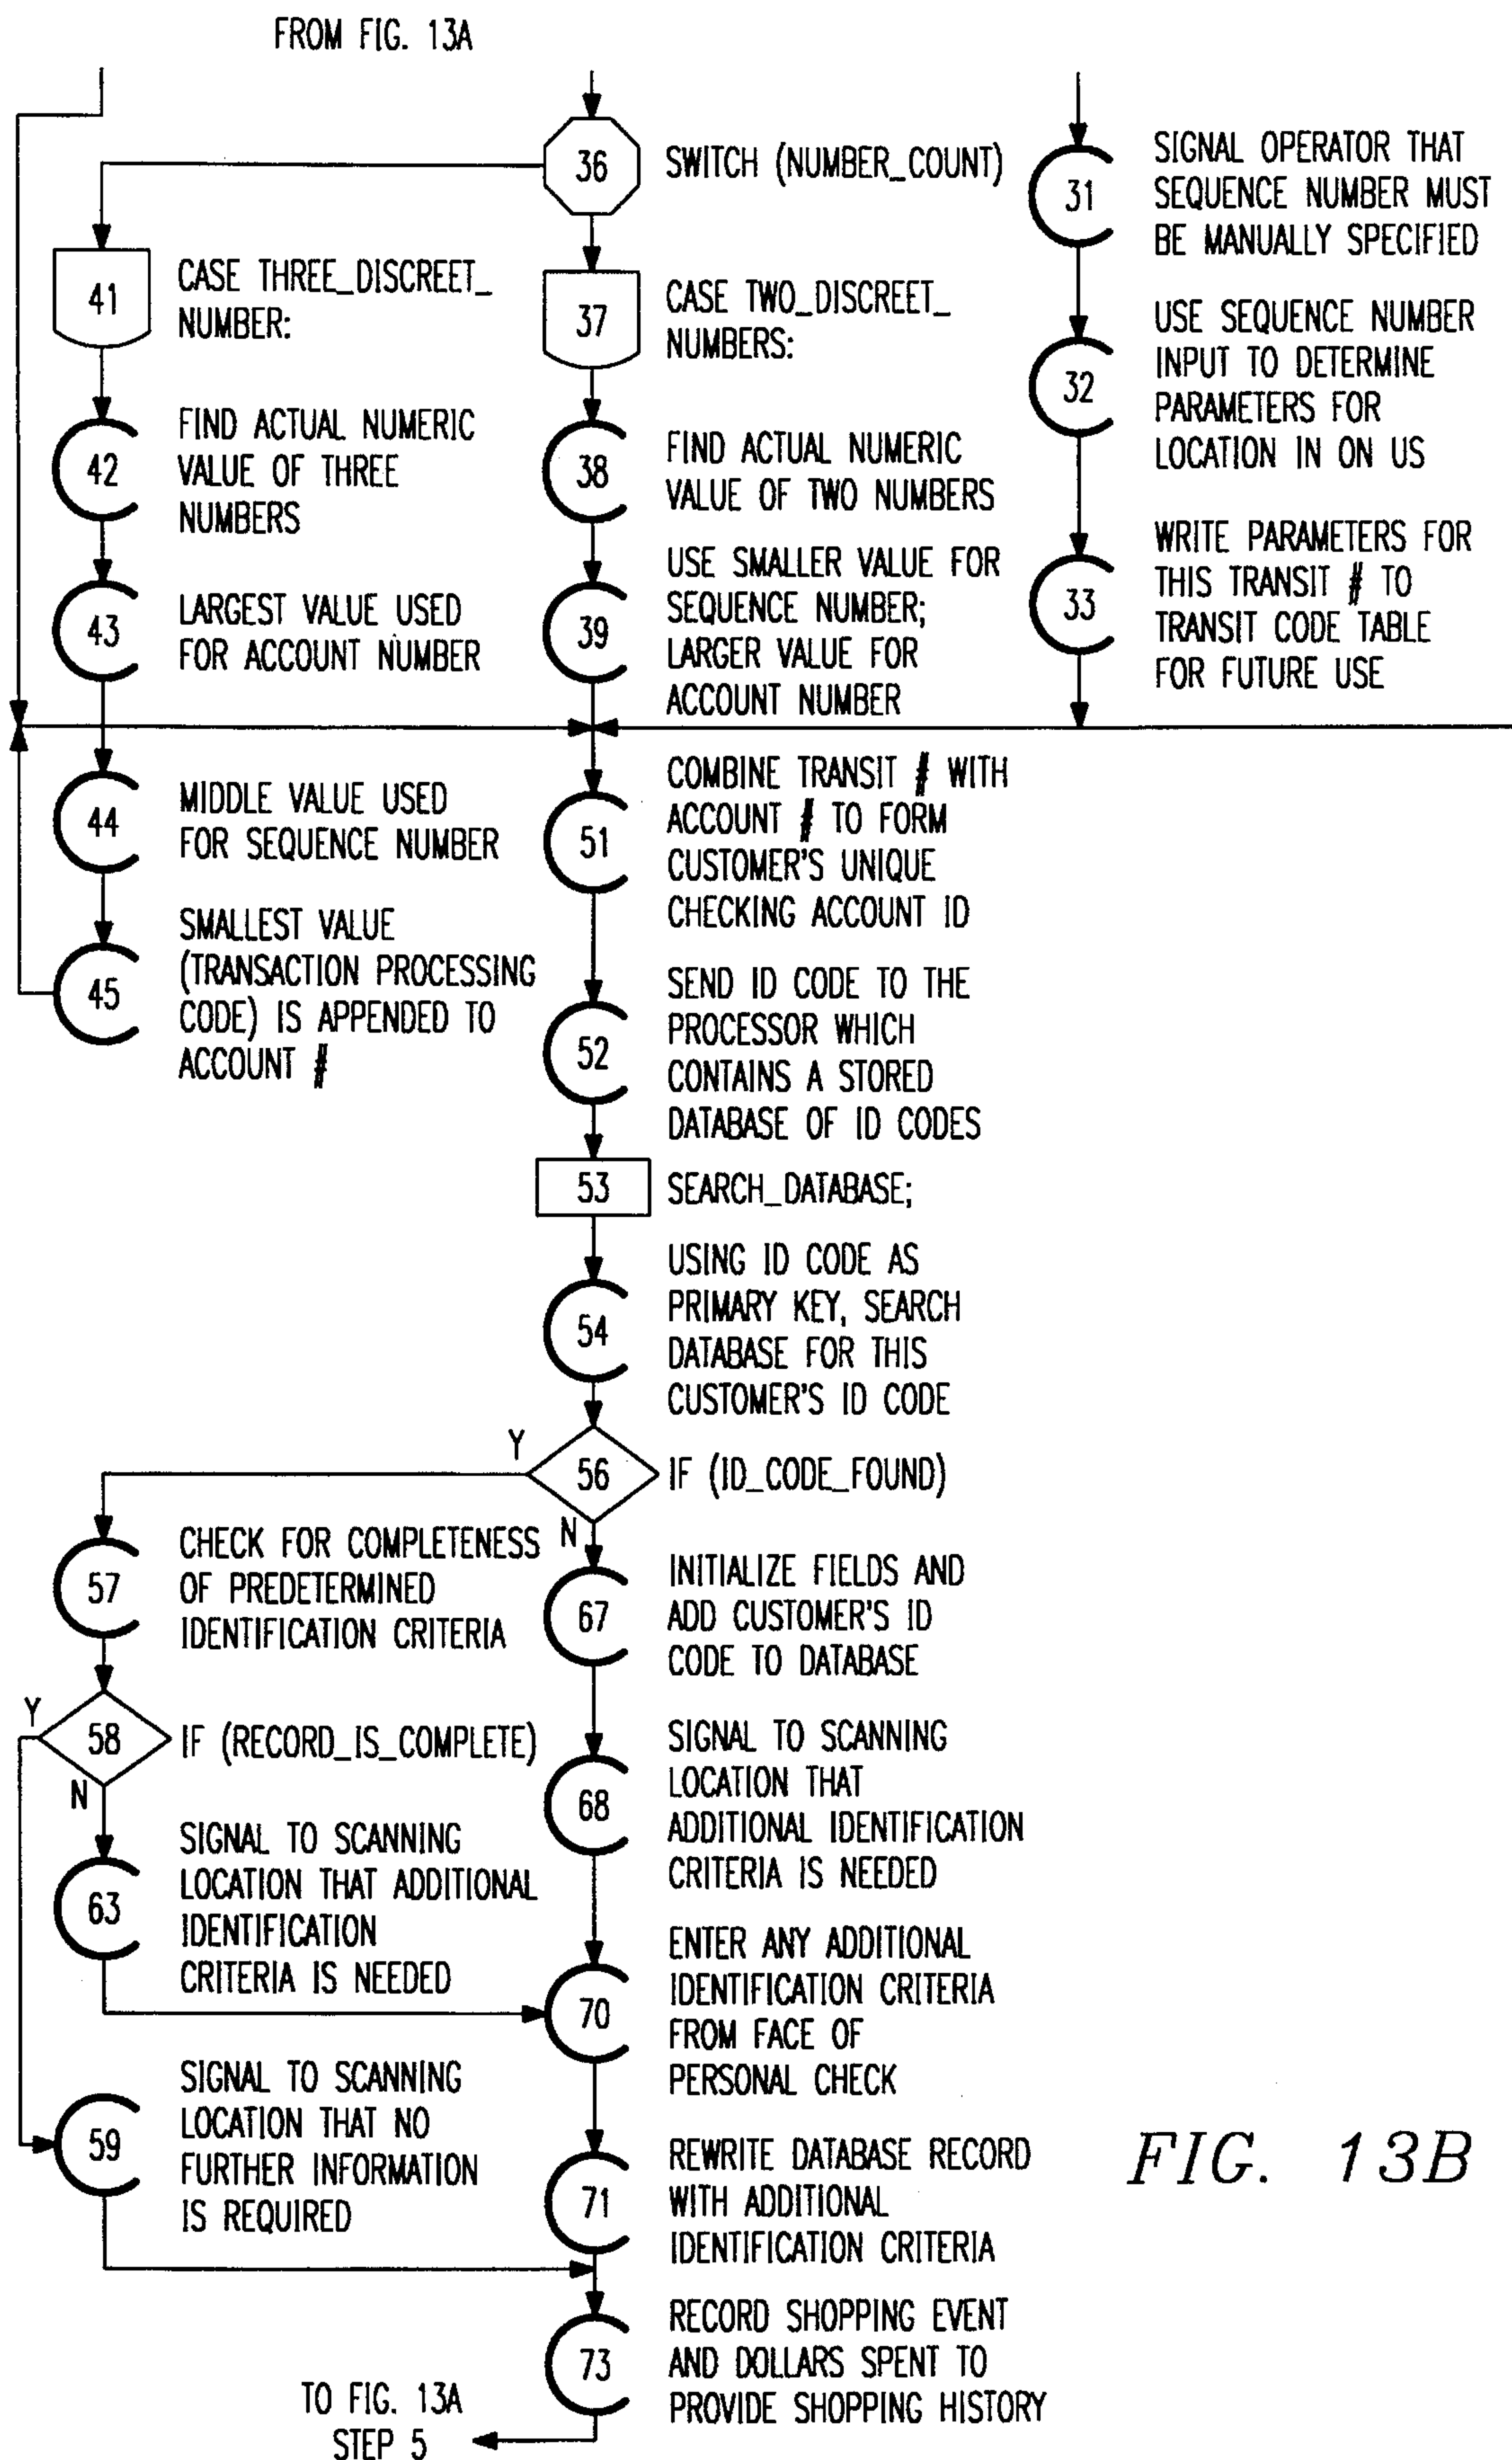 FROM FIG. 13A
36
SWITCH (NUMBER_COUNT)
31
SIGNAL OPERATOR THAT
SEQUENCE NUMBER MUST
BE MANUALLY SPECIFIED
41
CASE THREE_DISCREET_
NUMBER:
37
CASE TWO_DISCREET_
NUMBERS:
32
USE SEQUENCE NUMBER
INPUT TO DETERMINE
PARAMETERS FOR
LOCATION IN ON US
42
FIND ACTUAL NUMERIC
VALUE OF THREE
NUMBERS
38
FIND ACTUAL NUMERIC
VALUE OF TWO NUMBERS
33
WRITE PARAMETERS FOR
THIS TRANSIT # TO
TRANSIT CODE TABLE
FOR FUTURE USE
43
LARGEST VALUE USED
FOR ACCOUNT NUMBER
39
USE SMALLER VALUE FOR
SEQUENCE NUMBER;
LARGER VALUE FOR
ACCOUNT NUMBER
44
MIDDLE VALUE USED
FOR SEQUENCE NUMBER
51
COMBINE TRANSIT # WITH
ACCOUNT # TO FORM
CUSTOMER'S UNIQUE
CHECKING ACCOUNT ID
45
SMALLEST VALUE
(TRANSACTION PROCESSING
CODE) IS APPENDED TO
ACCOUNT #
52
SEND ID CODE TO THE
PROCESSOR WHICH
CONTAINS A STORED
DATABASE OF ID CODES
53
SEARCH_DATABASE;
54
USING ID CODE AS
PRIMARY KEY, SEARCH
DATABASE FOR THIS
CUSTOMER'S ID CODE
Y
56
IF (ID_CODE_FOUND)
N
57
CHECK FOR COMPLETENESS
OF PREDETERMINED
IDENTIFICATION CRITERIA
67
INITIALIZE FIELDS AND
ADD CUSTOMER'S ID
CODE TO DATABASE
Y
58
IF (RECORD_IS_COMPLETE)
N
68
SIGNAL TO SCANNING
LOCATION THAT
ADDITIONAL IDENTIFICATION
CRITERIA IS NEEDED
63
SIGNAL TO SCANNING
LOCATION THAT ADDITIONAL
IDENTIFICATION
CRITERIA IS NEEDED
70
ENTER ANY ADDITIONAL
IDENTIFICATION CRITERIA
FROM FACE OF
PERSONAL CHECK
59
SIGNAL TO SCANNING
LOCATION THAT NO
FURTHER INFORMATION
IS REQUIRED
71
REWRITE DATABASE RECORD
WITH ADDITIONAL
IDENTIFICATION CRITERIA
FIG. 13B
73
RECORD SHOPPING EVENT
AND DOLLARS SPENT TO
PROVIDE SHOPPING HISTORY
TO FIG. 13A
STEP 5